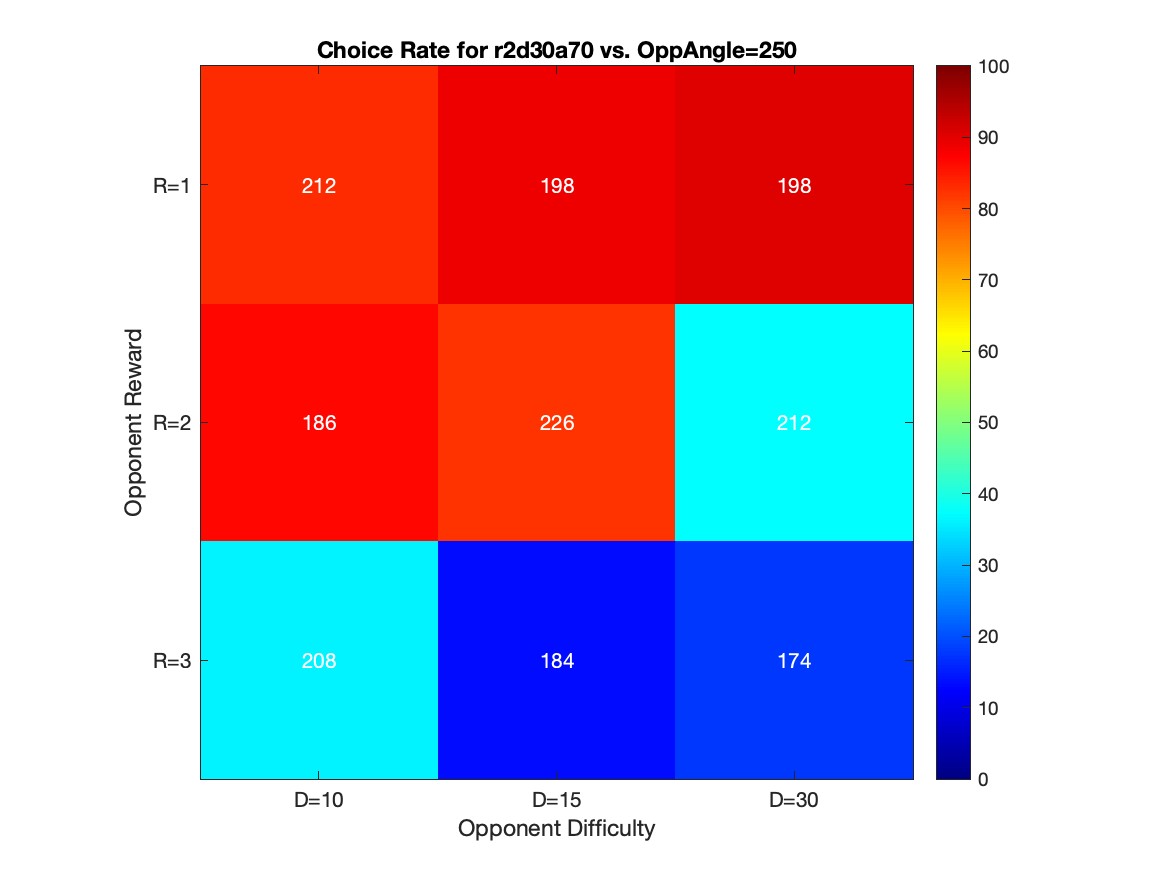 Choice Rate for r2d30a70 vs. OppAngle=250
100
90
80
70
60
50
40
30
20
10
0
Opponent Reward
R=1
212
198
198
R=2
186
226
212
R=3
208
184
174
D=10
D=15
D=30
Opponent Difficulty